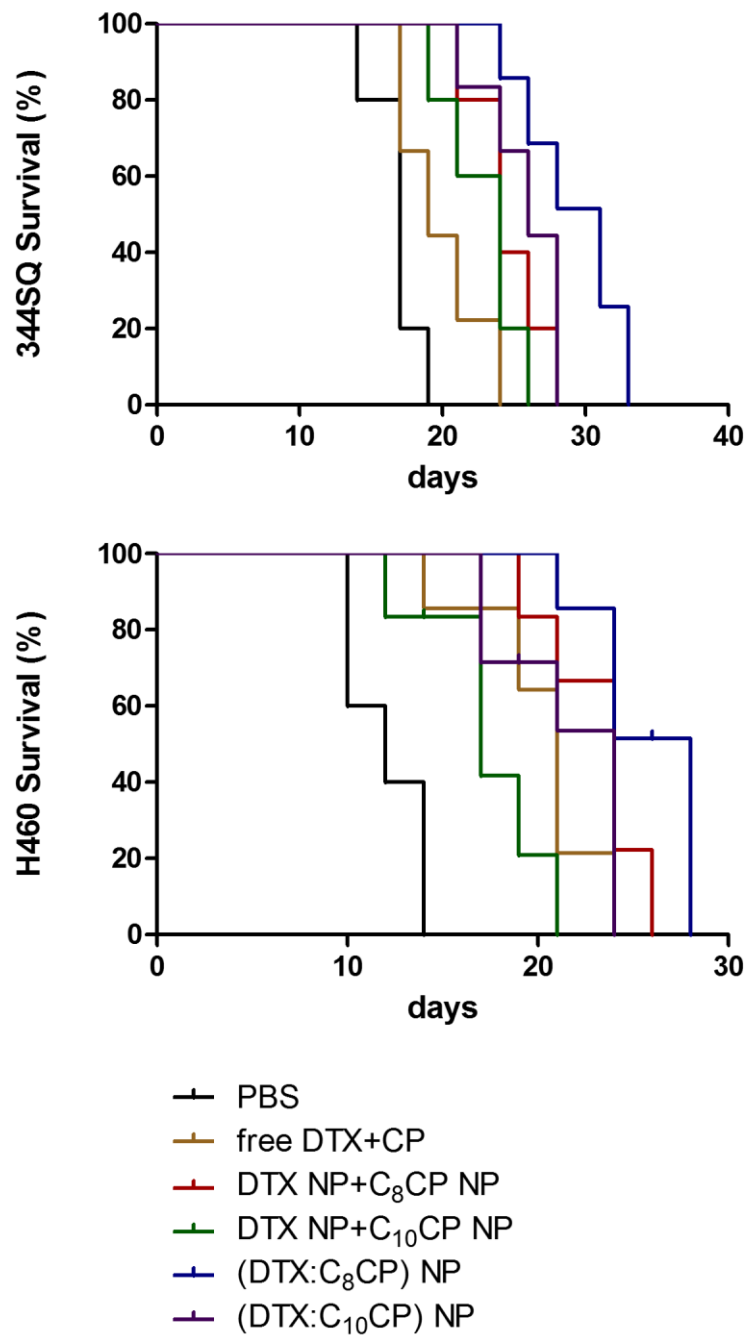 344SQ Survival (%)
100
80
60
40
20
0
0 10 20 30 40
days
H460 Survival (%)
100
80
60
40
20
0
0 10 20 30
days
PBS
free DTX+CP
DTX NP+C₈CP NP
DTX NP+C₁₀CP NP
(DTX:C₈CP) NP
(DTX:C₁₀CP) NP